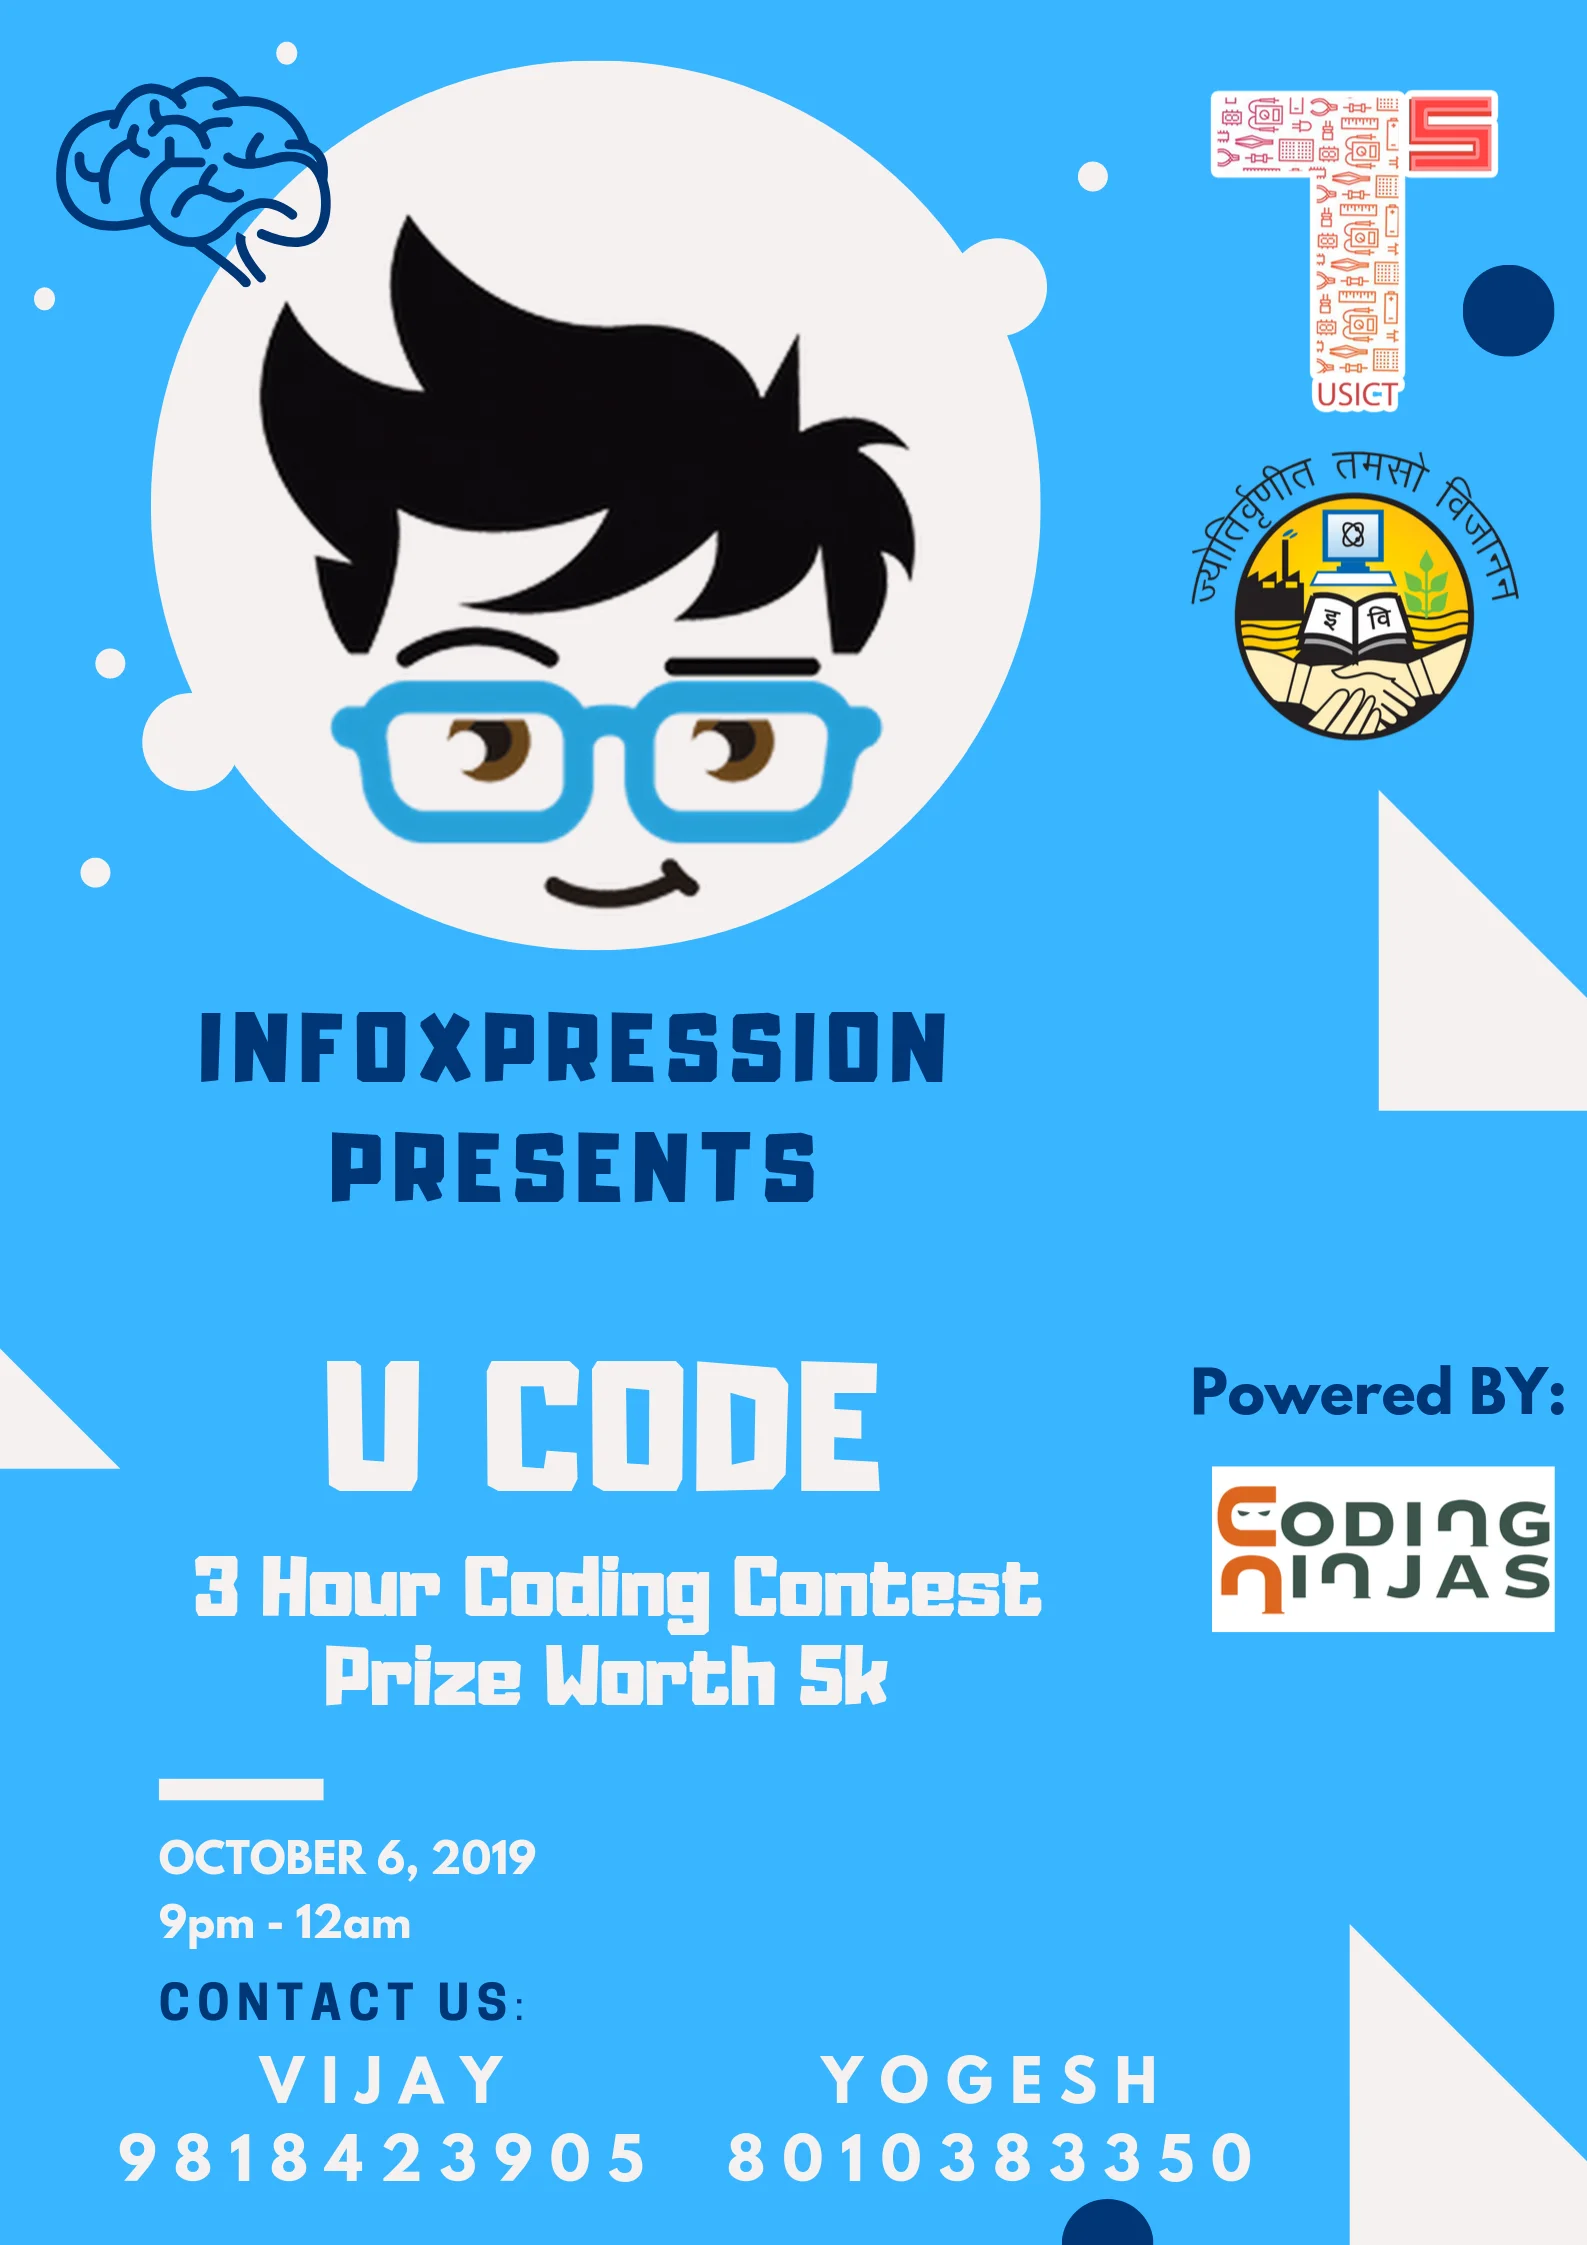 TS
USICT
ज्योतिर्वृणीत तमसो विजानन
इ वि
INFOXPRESSION
PRESENTS
U CODE
3 Hour Coding Contest
Prize Worth 5k
Powered BY:
CODING
NINJAS
OCTOBER 6, 2019
9pm - 12am
CONTACT US:
VIJAY
9818423905
YOGESH
8010383350